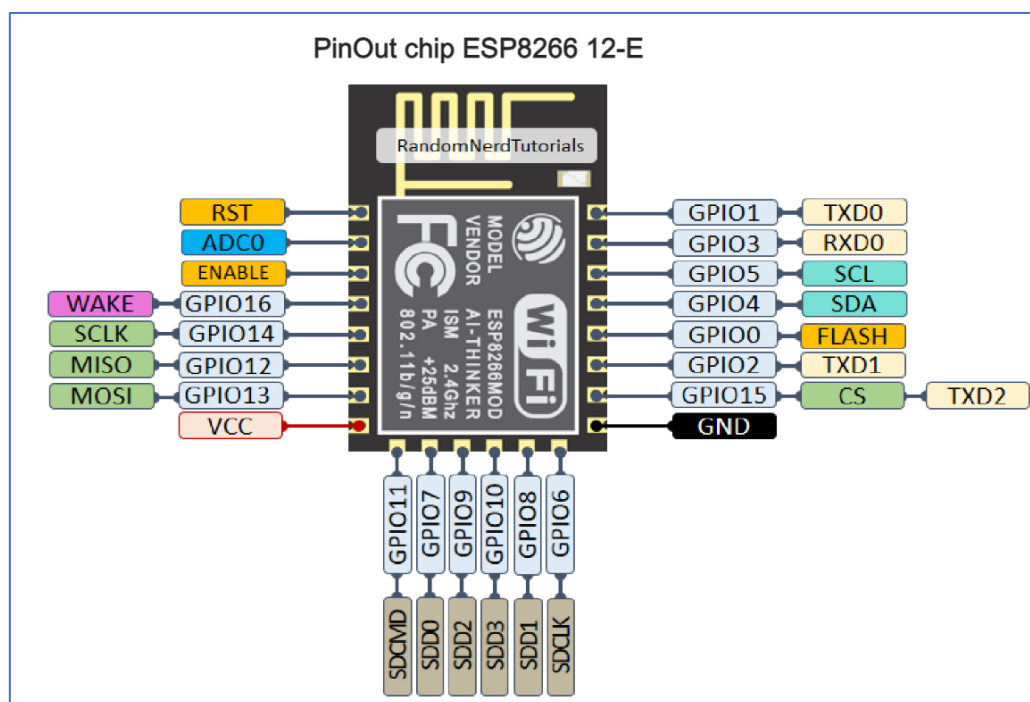 PinOut chip ESP8266 12-E
RandomNerdTutorials
RST
ADC0
ENABLE
WAKE GPIO16
SCLK GPIO14
MISO GPIO12
MOSI GPIO13
VCC
MODEL
VENDOR
FCC
ESP8266MOD
AI-THINKER
ISM 2.4Ghz
PA +25dBM
802.11b/g/n
WiFi
GPIO1 TXD0
GPIO3 RXD0
GPIO5 SCL
GPIO4 SDA
GPIO0 FLASH
GPIO2 TXD1
GPIO15 CS TXD2
GND
GPIO11 SDCMD
GPIO7 SDD0
GPIO9 SDD2
GPIO10 SDD3
GPIO8 SDD1
GPIO6 SDCLK